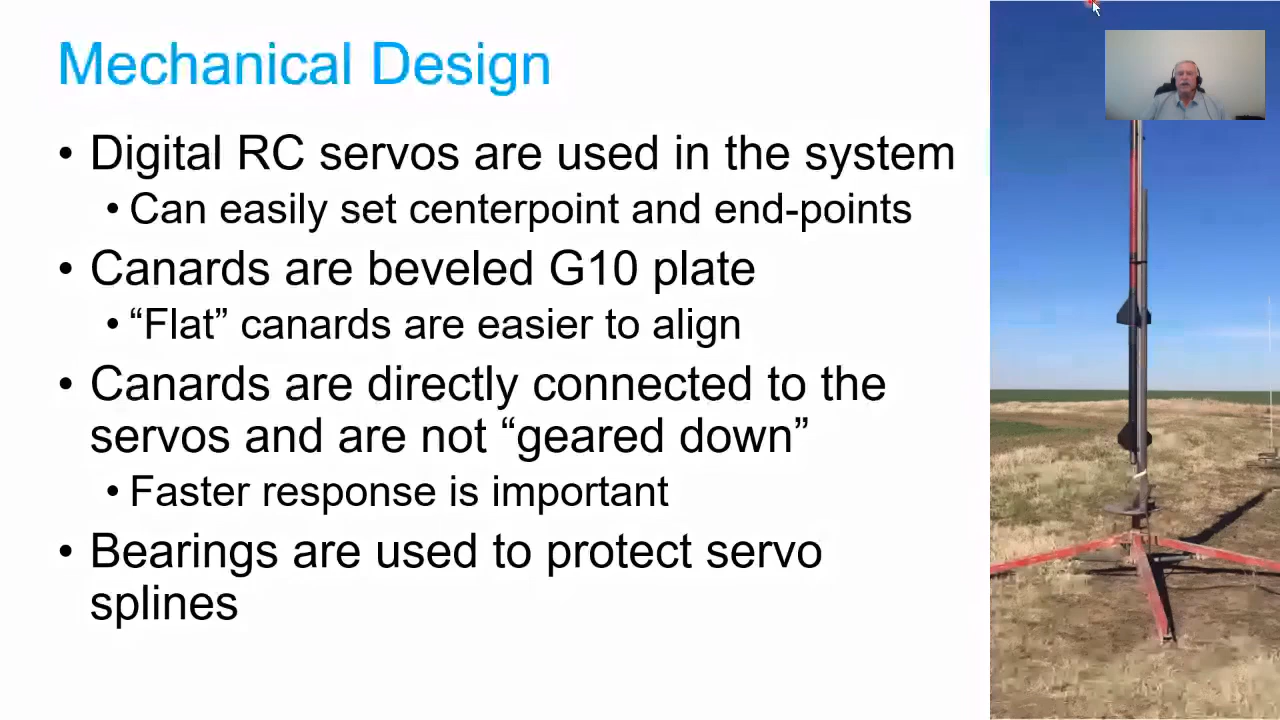 Mechanical Design
• Digital RC servos are used in the system
• Can easily set centerpoint and end-points
• Canards are beveled G10 plate
• “Flat” canards are easier to align
• Canards are directly connected to the
servos and are not “geared down”
• Faster response is important
• Bearings are used to protect servo
splines